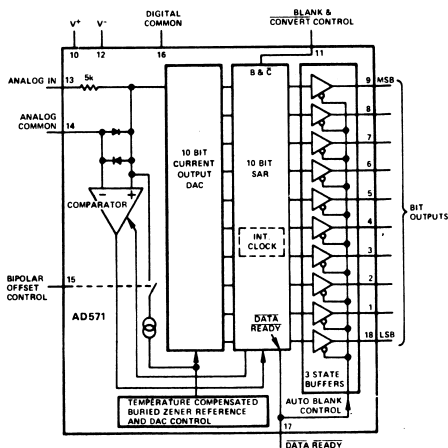 V+
V-
DIGITAL
COMMON
BLANK &
CONVERT CONTROL
10
12
16
11
B & C
ANALOG IN
13
5k
9
MSB
ANALOG
COMMON
14
8
7
10 BIT
CURRENT
OUTPUT
DAC
10 BIT
SAR
6
5
COMPARATOR
-
+
4
BIT
OUTPUTS
INT
CLOCK
3
BIPOLAR
OFFSET
CONTROL
15
2
1
AD571
DATA
READY
18
LSB
3 STATE
BUFFERS
TEMPERATURE COMPENSATED
BURIED ZENER REFERENCE
AND DAC CONTROL
AUTO BLANK
CONTROL
17
DATA READY